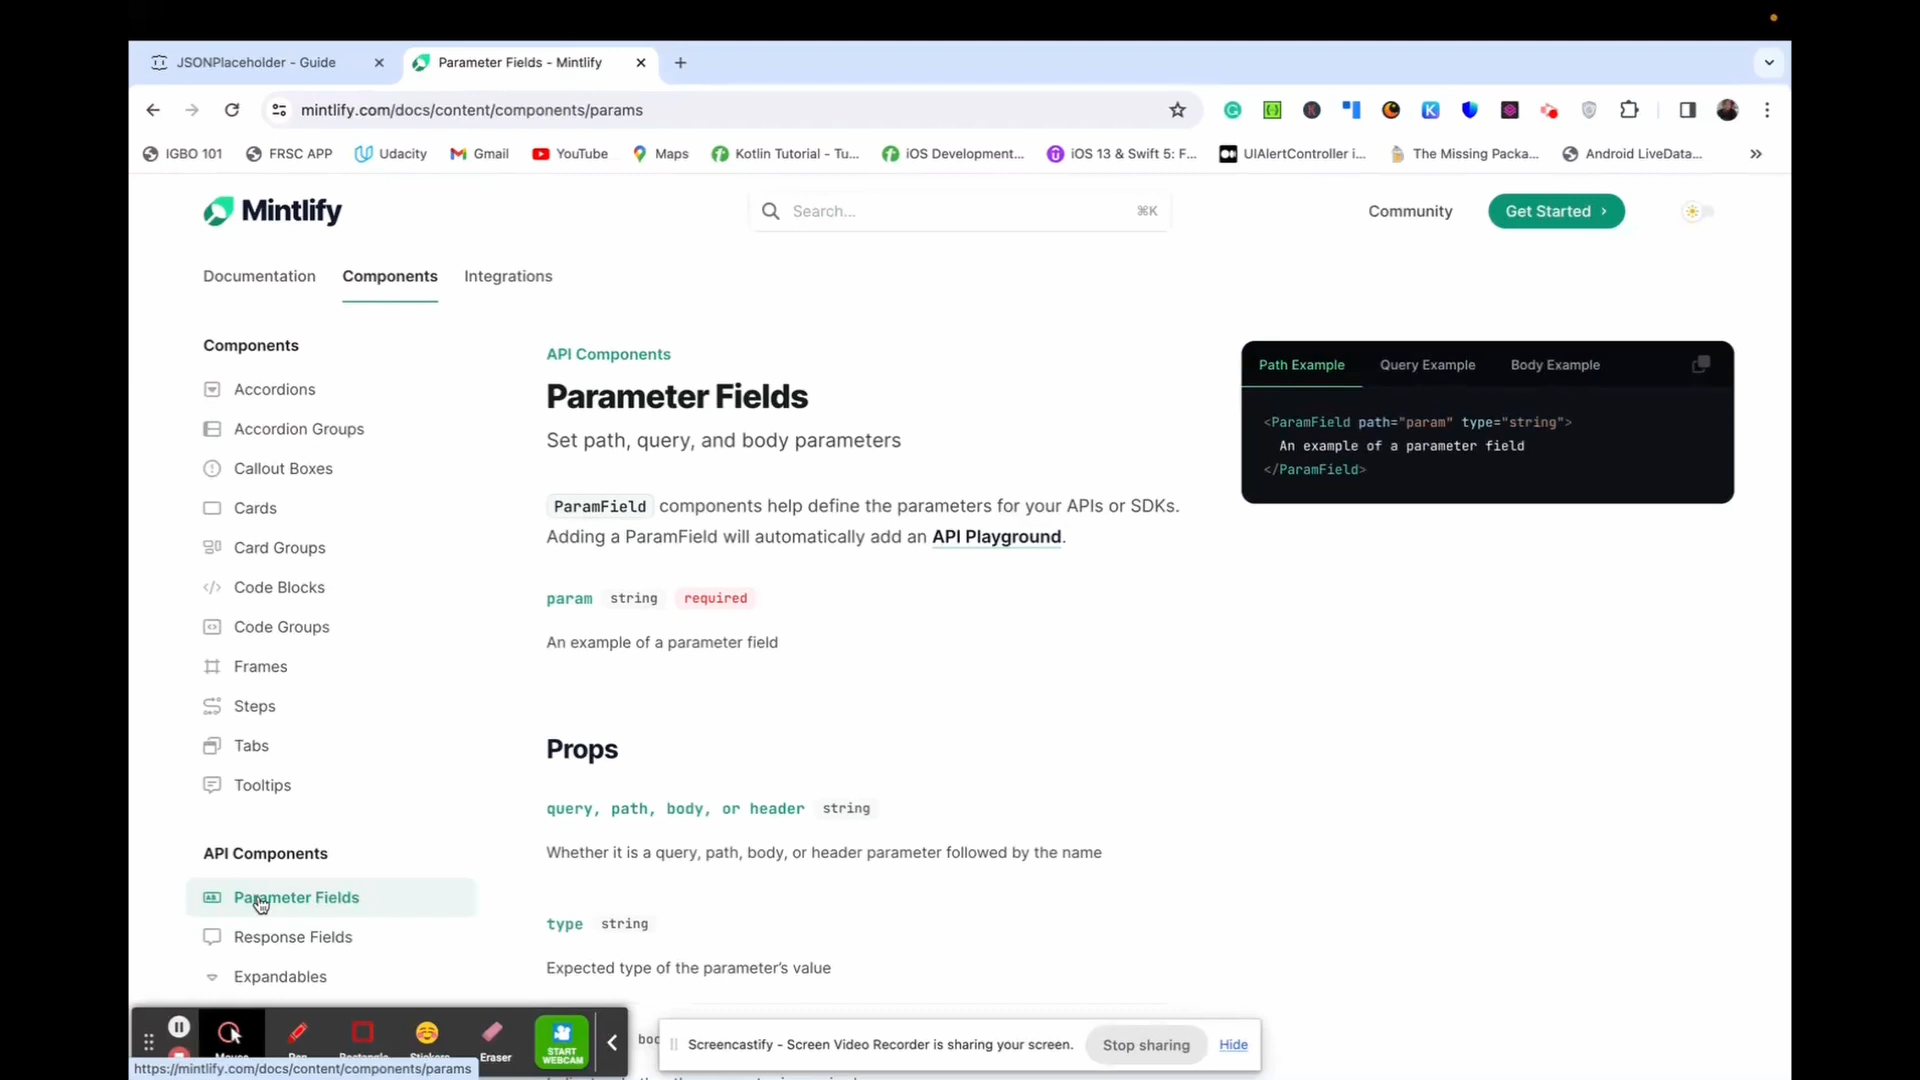 JSONPlaceholder - Guide
Parameter Fields - Mintlify
mintlify.com/docs/content/components/params
IGBO 101
FRSC APP
Udacity
Gmail
YouTube
Maps
Kotlin Tutorial - Tu...
iOS Development...
iOS 13 & Swift 5: F...
UIAlertController i...
The Missing Packa...
Android LiveData...
Mintlify
Search...
⌘K
Community
Get Started
Documentation
Components
Integrations
Components
Accordions
Accordion Groups
Callout Boxes
Cards
Card Groups
Code Blocks
Code Groups
Frames
Steps
Tabs
Tooltips
API Components
Parameter Fields
Response Fields
Expandables
API Components
Parameter Fields
Set path, query, and body parameters
ParamField components help define the parameters for your APIs or SDKs.
Adding a ParamField will automatically add an API Playground.
param string required
An example of a parameter field
Props
query, path, body, or header string
Whether it is a query, path, body, or header parameter followed by the name
type string
Expected type of the parameter's value
Path Example
Query Example
Body Example
<ParamField path="param" type="string">
An example of a parameter field
</ParamField>
Eraser
START
WEBCAM
Screencastify - Screen Video Recorder is sharing your screen.
Stop sharing
Hide
https://mintlify.com/docs/content/components/params